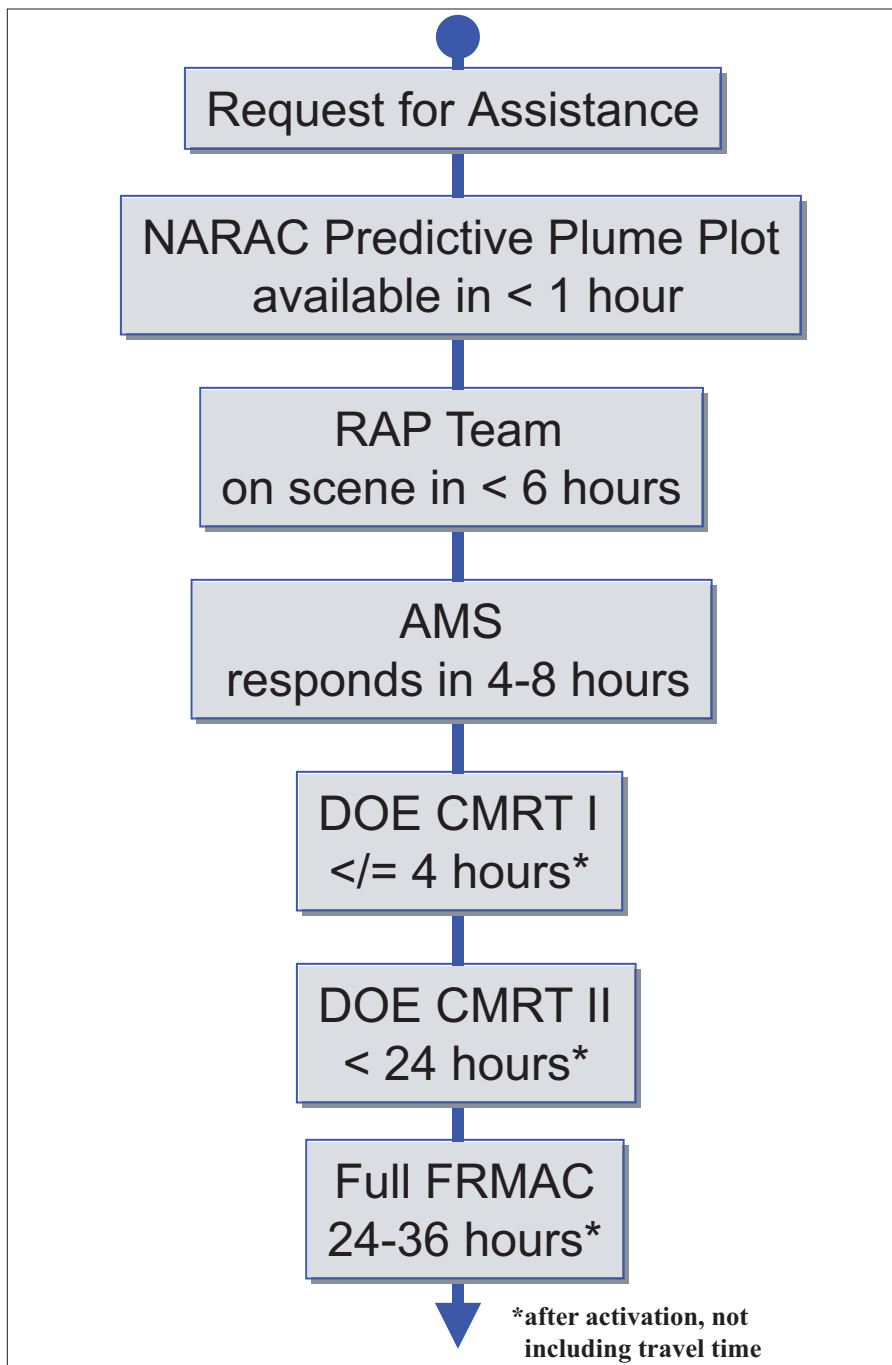 Request for Assistance
NARAC Predictive Plume Plot
available in < 1 hour
RAP Team
on scene in < 6 hours
AMS
responds in 4-8 hours
DOE CMRT I
</= 4 hours*
DOE CMRT II
< 24 hours*
Full FRMAC
24-36 hours*
*after activation, not
including travel time